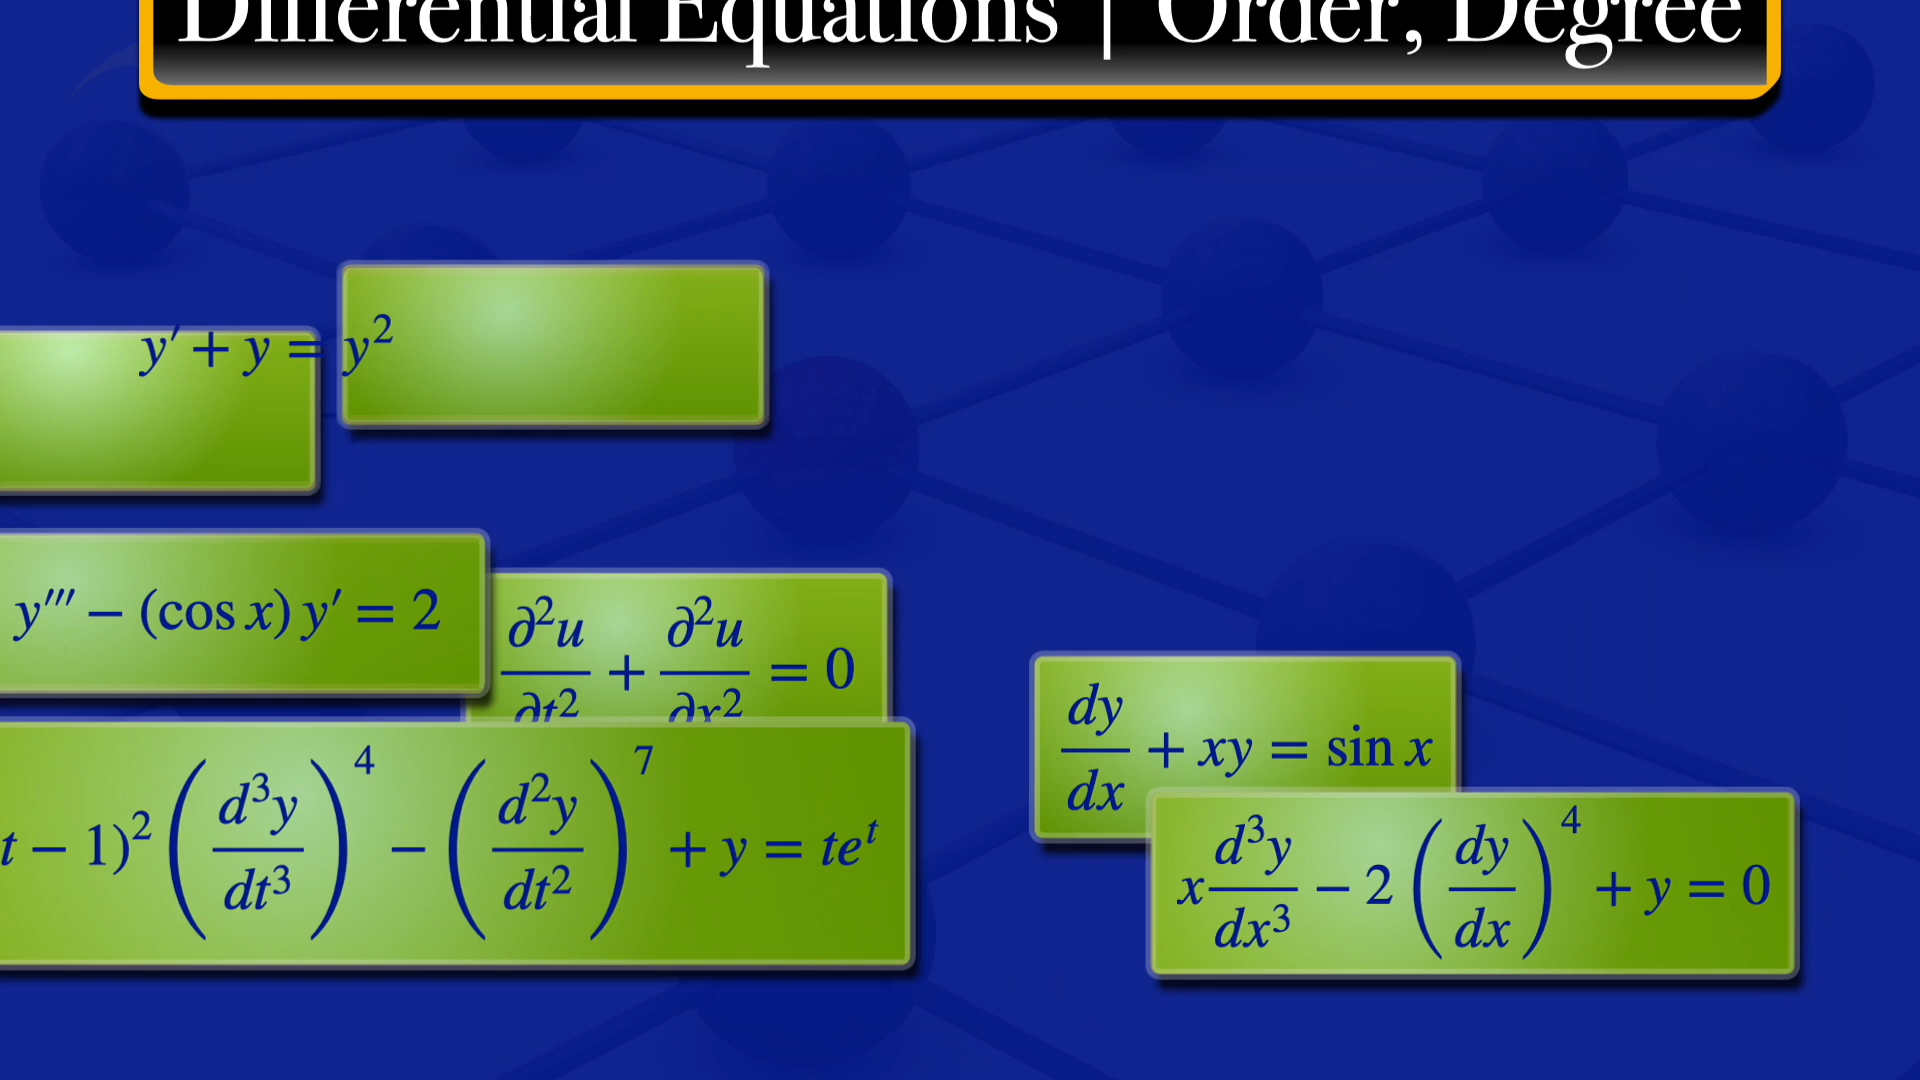 Differential Equations | Order, Degree
y′ + y = y²
y‴ − (cos x) y′ = 2
∂²u/∂t² + ∂²u/∂x² = 0
t − 1)² (d³y/dt³)⁴ − (d²y/dt²)⁷ + y = teᵗ
dy/dx + xy = sin x
x d³y/dx³ − 2 (dy/dx)⁴ + y = 0